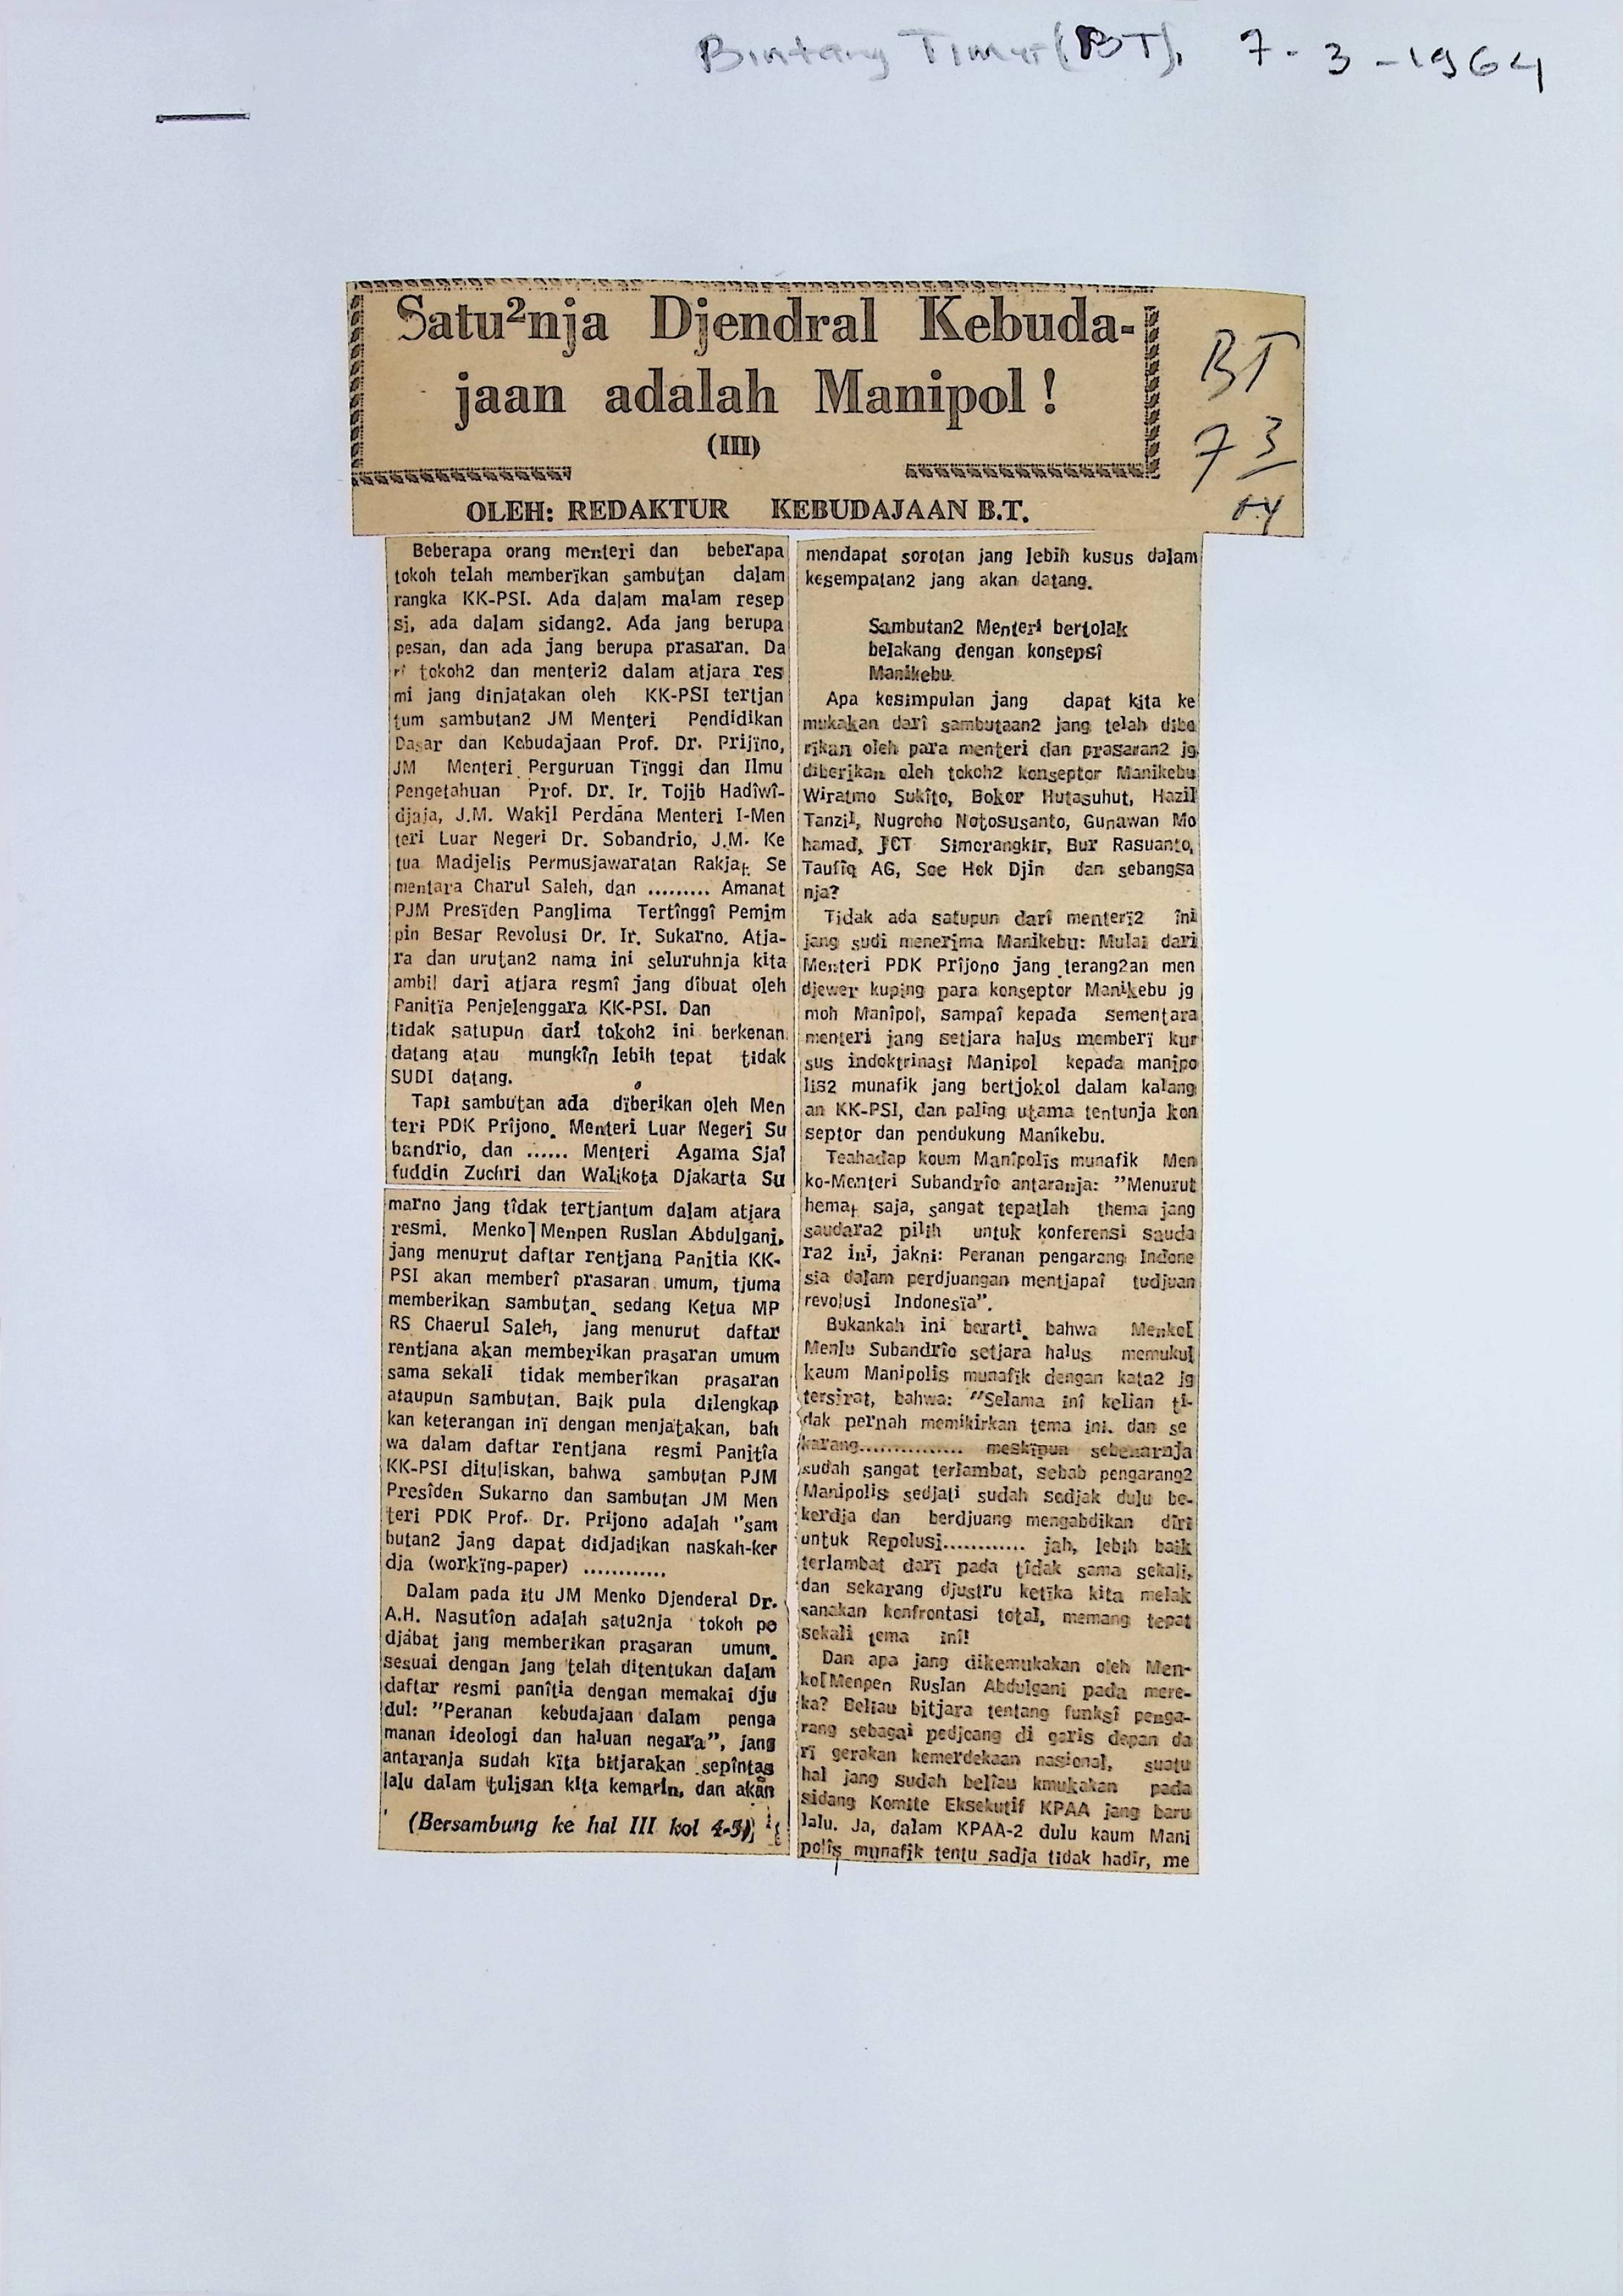 Bintang Timur (BT), 7-3-1964
Satu²nja Djendral Kebuda-
jaan adalah Manipol !
(III)
BT
7 3
64
OLEH: REDAKTUR KEBUDAJAAN B.T.
Beberapa orang menteri dan beberapa
tokoh telah memberikan sambutan dalam
rangka KK-PSI. Ada dalam malam resep
si, ada dalam sidang2. Ada jang berupa
pesan, dan ada jang berupa prasaran. Da
ri tokoh2 dan menteri2 dalam atjara res
mi jang dinjatakan oleh KK-PSI tertjan
tum sambutan2 JM Menteri Pendidikan
Dasar dan Kebudajaan Prof. Dr. Prijino,
JM Menteri Perguruan Tinggi dan Ilmu
Pengetahuan Prof. Dr. Ir. Tojib Hadiwi-
djaja, J.M. Wakil Perdana Menteri I-Men
teri Luar Negeri Dr. Sobandrio, J.M. Ke
tua Madjelis Permusjawaratan Rakjat Se
mentara Charul Saleh, dan ......... Amanat
PJM Presiden Panglima Tertinggi Pemim
pin Besar Revolusi Dr. Ir. Sukarno. Atja-
ra dan urutan2 nama ini seluruhnja kita
ambil dari atjara resmi jang dibuat oleh
Panitia Penjelenggara KK-PSI. Dan
tidak satupun dari tokoh2 ini berkenan
datang atau mungkin lebih tepat tidak
SUDI datang.
Tapi sambutan ada diberikan oleh Men
teri PDK Prijono. Menteri Luar Negeri Su
bandrio, dan ...... Menteri Agama Sjai
fuddin Zuchri dan Walikota Djakarta Su
marno jang tidak tertjantum dalam atjara
resmi. Menko]Menpen Ruslan Abdulgani,
jang menurut daftar rentjana Panitia KK-
PSI akan memberi prasaran umum, tjuma
memberikan sambutan, sedang Ketua MP
RS Chaerul Saleh, jang menurut daftar
rentjana akan memberikan prasaran umum
sama sekali tidak memberikan prasaran
ataupun sambutan. Baik pula dilengkap
kan keterangan ini dengan menjatakan, bah
wa dalam daftar rentjana resmi Panitia
KK-PSI dituliskan, bahwa sambutan PJM
Presiden Sukarno dan sambutan JM Men
teri PDK Prof. Dr. Prijono adalah "sam
butan2 jang dapat didjadikan naskah-ker
dja (working-paper) ............
Dalam pada itu JM Menko Djenderal Dr.
A.H. Nasution adalah satu2nja tokoh pe
djabat jang memberikan prasaran umum,
sesuai dengan jang telah ditentukan dalam
daftar resmi panitia dengan memakai dju
dul: "Peranan kebudajaan dalam penga
manan ideologi dan haluan negara", jang
antaranja sudah kita bitjarakan sepintas
lalu dalam tulisan kita kemarin, dan akan
(Bersambung ke hal III kol 4-5)
mendapat sorotan jang lebih kusus dalam
kesempatan2 jang akan datang.
Sambutan2 Menteri bertolak
belakang dengan konsepsi
Manikebu.
Apa kesimpulan jang dapat kita ke
mukakan dari sambutaan2 jang telah dibe
rikan oleh para menteri dan prasaran2 jg
diberikan oleh tokoh2 konseptor Manikebu
Wiratmo Sukito, Bokor Hutasuhut, Hazil
Tanzil, Nugroho Notosusanto, Gunawan Mo
hamad, JCT Simorangkir, Bur Rasuanto,
Taufiq AG, Soe Hok Djin dan sebangsa
nja?
Tidak ada satupun dari menteri2 ini
jang sudi menerima Manikebu: Mulai dari
Menteri PDK Prijono jang terang2an men
djewer kuping para konseptor Manikebu jg
moh Manipol, sampai kepada sementara
menteri jang setjara halus memberi kur
sus indoktrinasi Manipol kepada manipo
lis2 munafik jang bertjokol dalam kalang
an KK-PSI, dan paling utama tentunja kon
septor dan pendukung Manikebu.
Teahadap koum Manipolis munafik Men
ko-Menteri Subandrio antaranja: "Menurut
hemat saja, sangat tepatlah thema jang
saudara2 pilih untuk konferensi sauda
ra2 ini, jakni: Peranan pengarang Indone
sia dalam perdjuangan mentjapai tudjuan
revolusi Indonesia".
Bukankah ini berarti, bahwa Menko[
Menlu Subandrio setjara halus memukul
kaum Manipolis munafik dengan kata2 jg
tersirat, bahwa: "Selama ini kelian ti-
dak pernah memikirkan tema ini. dan se
karang............... meskipun sebenarnja
sudah sangat terlambat, sebab pengarang2
Manipolis sedjati sudah sedjak dulu be-
kerdja dan berdjuang mengabdikan diri
untuk Repolusi............ jah, lebih baik
terlambat dari pada tidak sama sekali,
dan sekarang djustru ketika kita melak
sanakan konfrontasi total, memang tepat
sekali tema ini!
Dan apa jang dikemukakan oleh Men-
ko[Menpen Ruslan Abdulgani pada mere-
ka? Beliau bitjara tentang funksi penga-
rang sebagai pedjoang di garis depan da
ri gerakan kemerdekaan nasional, suatu
hal jang sudah beliau kmukakan pada
sidang Komite Eksekutif KPAA jang baru
lalu. Ja, dalam KPAA-2 dulu kaum Mani
polis munafik tentu sadja tidak hadir, me